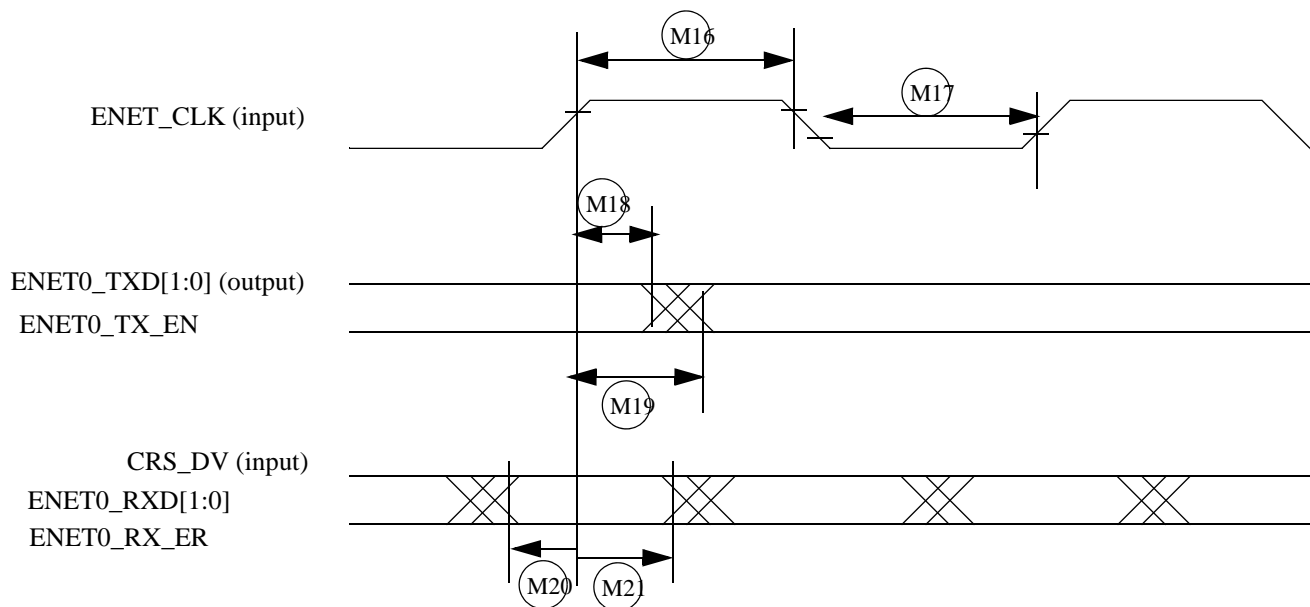 M16
M17
ENET_CLK (input)
M18
ENET0_TXD[1:0] (output)
ENET0_TX_EN
M19
CRS_DV (input)
ENET0_RXD[1:0]
ENET0_RX_ER
M20
M21